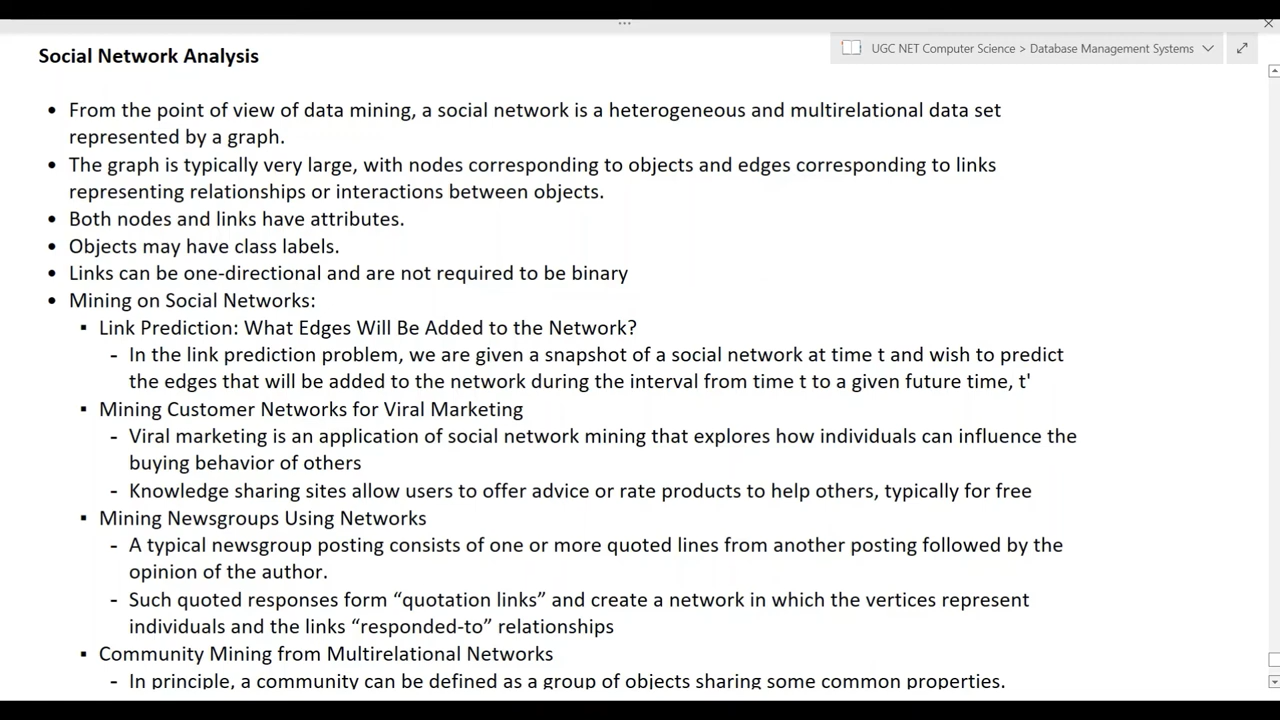 UGC NET Computer Science > Database Management Systems
Social Network Analysis
• From the point of view of data mining, a social network is a heterogeneous and multirelational data set
represented by a graph.
• The graph is typically very large, with nodes corresponding to objects and edges corresponding to links
representing relationships or interactions between objects.
• Both nodes and links have attributes.
• Objects may have class labels.
• Links can be one-directional and are not required to be binary
• Mining on Social Networks:
▪ Link Prediction: What Edges Will Be Added to the Network?
- In the link prediction problem, we are given a snapshot of a social network at time t and wish to predict
the edges that will be added to the network during the interval from time t to a given future time, t'
▪ Mining Customer Networks for Viral Marketing
- Viral marketing is an application of social network mining that explores how individuals can influence the
buying behavior of others
- Knowledge sharing sites allow users to offer advice or rate products to help others, typically for free
▪ Mining Newsgroups Using Networks
- A typical newsgroup posting consists of one or more quoted lines from another posting followed by the
opinion of the author.
- Such quoted responses form “quotation links” and create a network in which the vertices represent
individuals and the links “responded-to” relationships
▪ Community Mining from Multirelational Networks
- In principle, a community can be defined as a group of objects sharing some common properties.